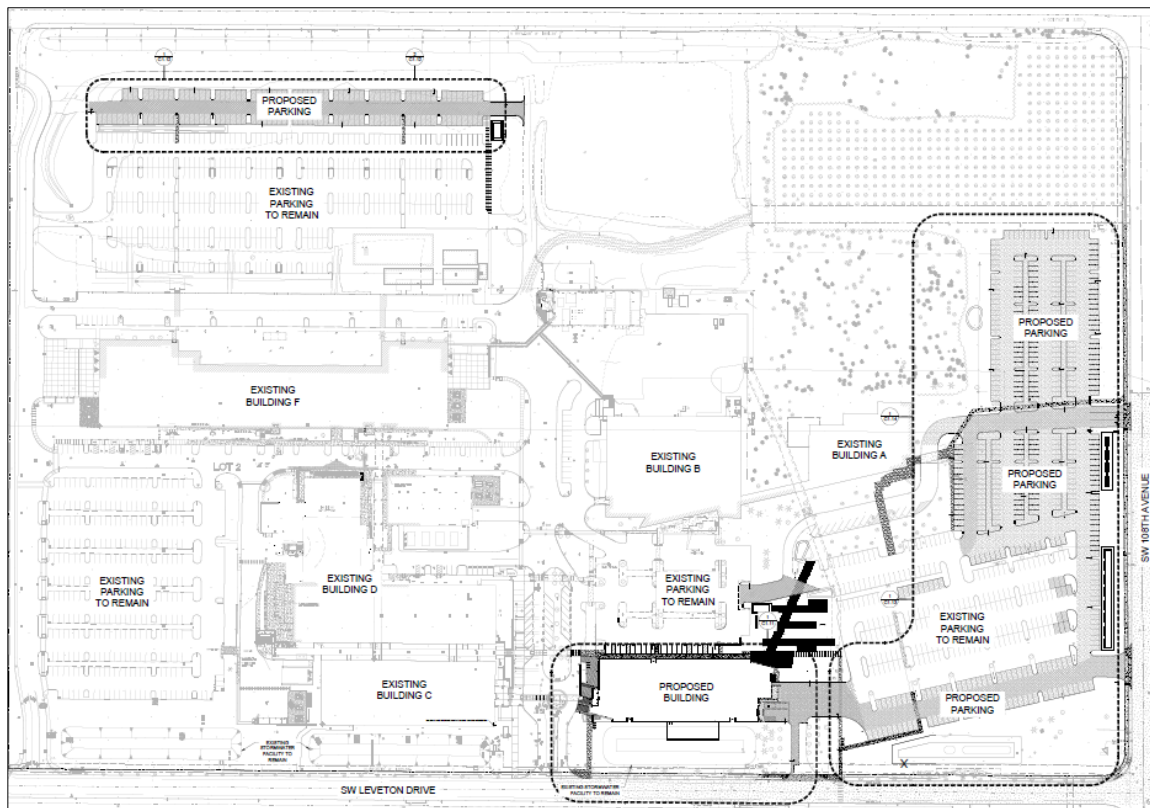 PROPOSED
PARKING
EXISTING
PARKING
TO REMAIN
PROPOSED
PARKING
EXISTING
BUILDING F
EXISTING
BUILDING B
EXISTING
BUILDING A
PROPOSED
PARKING
LOT 2
SW 108TH AVENUE
EXISTING
PARKING
TO REMAIN
EXISTING
BUILDING D
EXISTING
PARKING
TO REMAIN
EXISTING
PARKING
TO REMAIN
EXISTING
BUILDING C
PROPOSED
BUILDING
PROPOSED
PARKING
EXISTING
STORMWATER
FACILITY TO
REMAIN
X
EXISTING STORMWATER
FACILITY TO REMAIN
SW LEVETON DRIVE